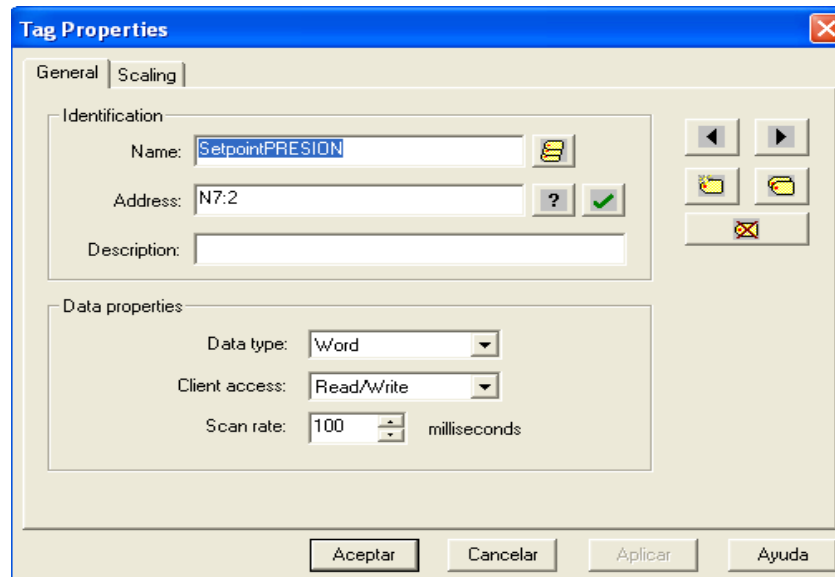 Tag Properties
General Scaling
Identification
Name: SetpointPRESION
Address: N7:2 ?
Description:
Data properties
Data type: Word
Client access: Read/Write
Scan rate: 100 milliseconds
Aceptar Cancelar Aplicar Ayuda